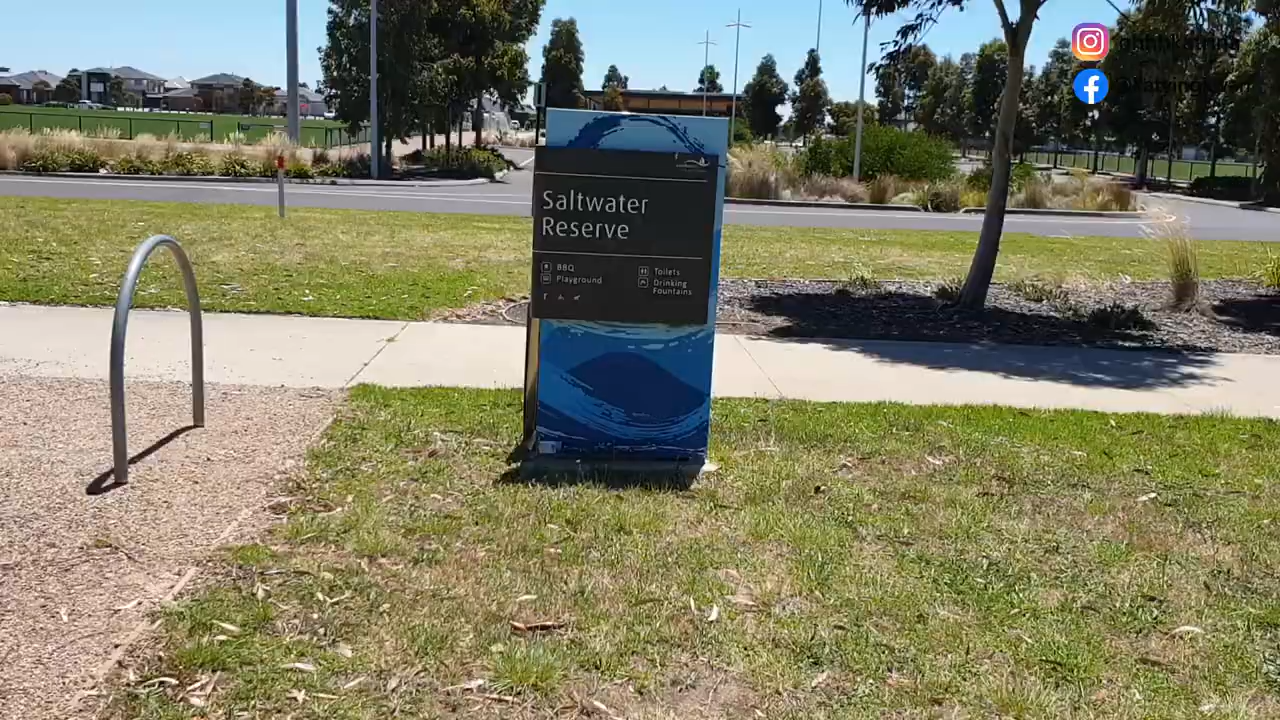 Saltwater
Reserve
BBQ
Playground
Toilets
Drinking
Fountains